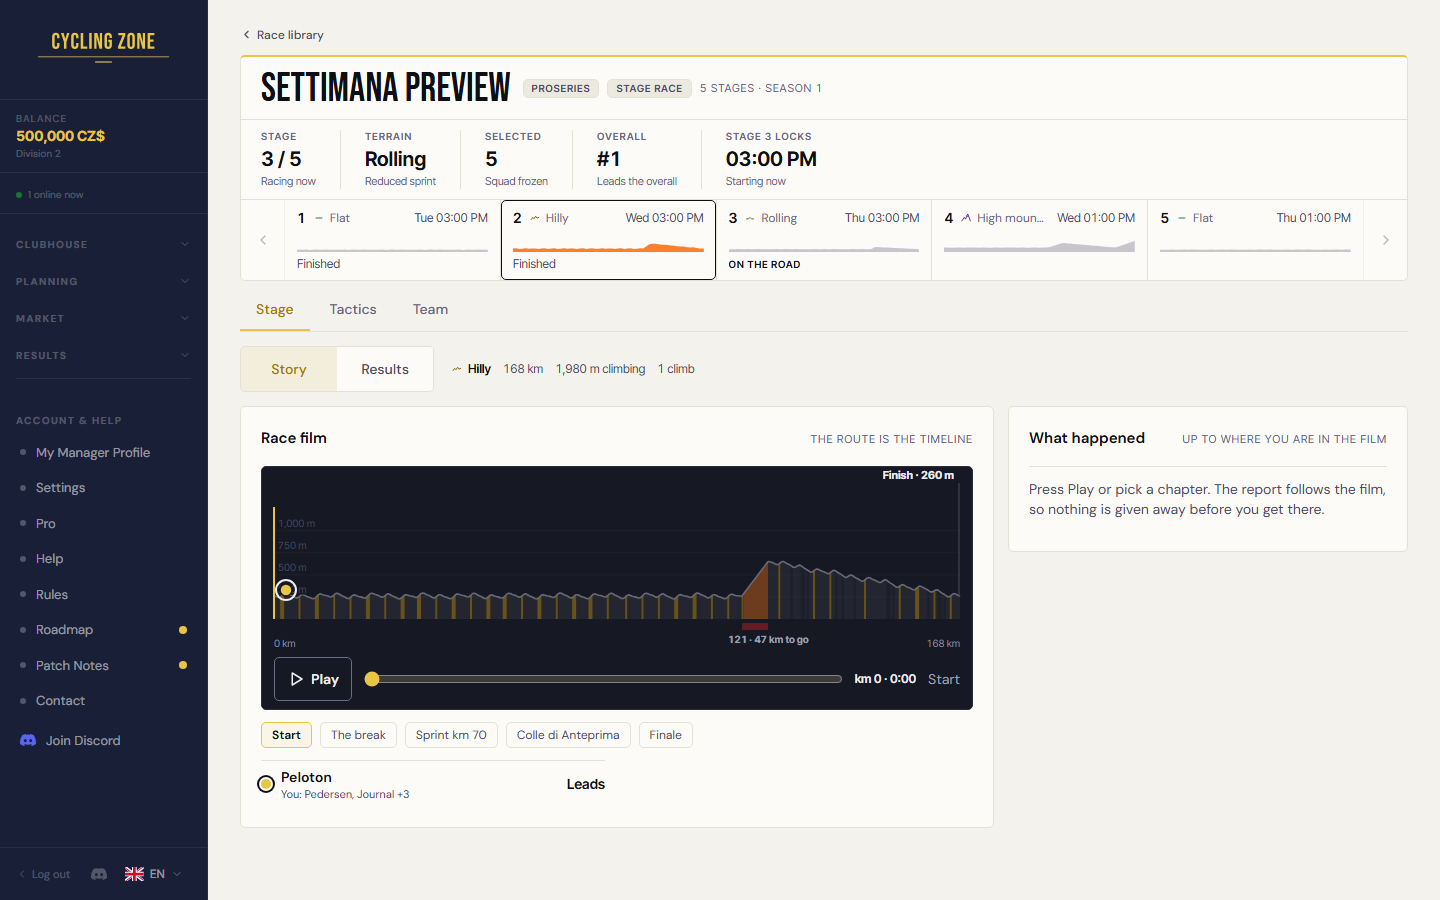 CYCLING ZONE
BALANCE
500,000 CZ$
Division 2
1 online now
CLUBHOUSE
PLANNING
MARKET
RESULTS
ACCOUNT & HELP
My Manager Profile
Settings
Pro
Help
Rules
Roadmap
Patch Notes
Contact
Join Discord
Log out
EN
Race library
SETTIMANA PREVIEW PROSERIES STAGE RACE 5 STAGES · SEASON 1
STAGE
3 / 5
Racing now
TERRAIN
Rolling
Reduced sprint
SELECTED
5
Squad frozen
OVERALL
#1
Leads the overall
STAGE 3 LOCKS
03:00 PM
Starting now
1 Flat Tue 03:00 PM
Finished
2 Hilly Wed 03:00 PM
Finished
3 Rolling Thu 03:00 PM
ON THE ROAD
4 High moun... Wed 01:00 PM
5 Flat Thu 01:00 PM
Stage Tactics Team
Story Results Hilly 168 km 1,980 m climbing 1 climb
Race film THE ROUTE IS THE TIMELINE
Finish · 260 m
1,000 m
750 m
500 m
121 · 47 km to go
0 km 168 km
Play km 0 · 0:00 Start
Start The break Sprint km 70 Colle di Anteprima Finale
Peloton Leads
You: Pedersen, Journal +3
What happened UP TO WHERE YOU ARE IN THE FILM
Press Play or pick a chapter. The report follows the film,
so nothing is given away before you get there.